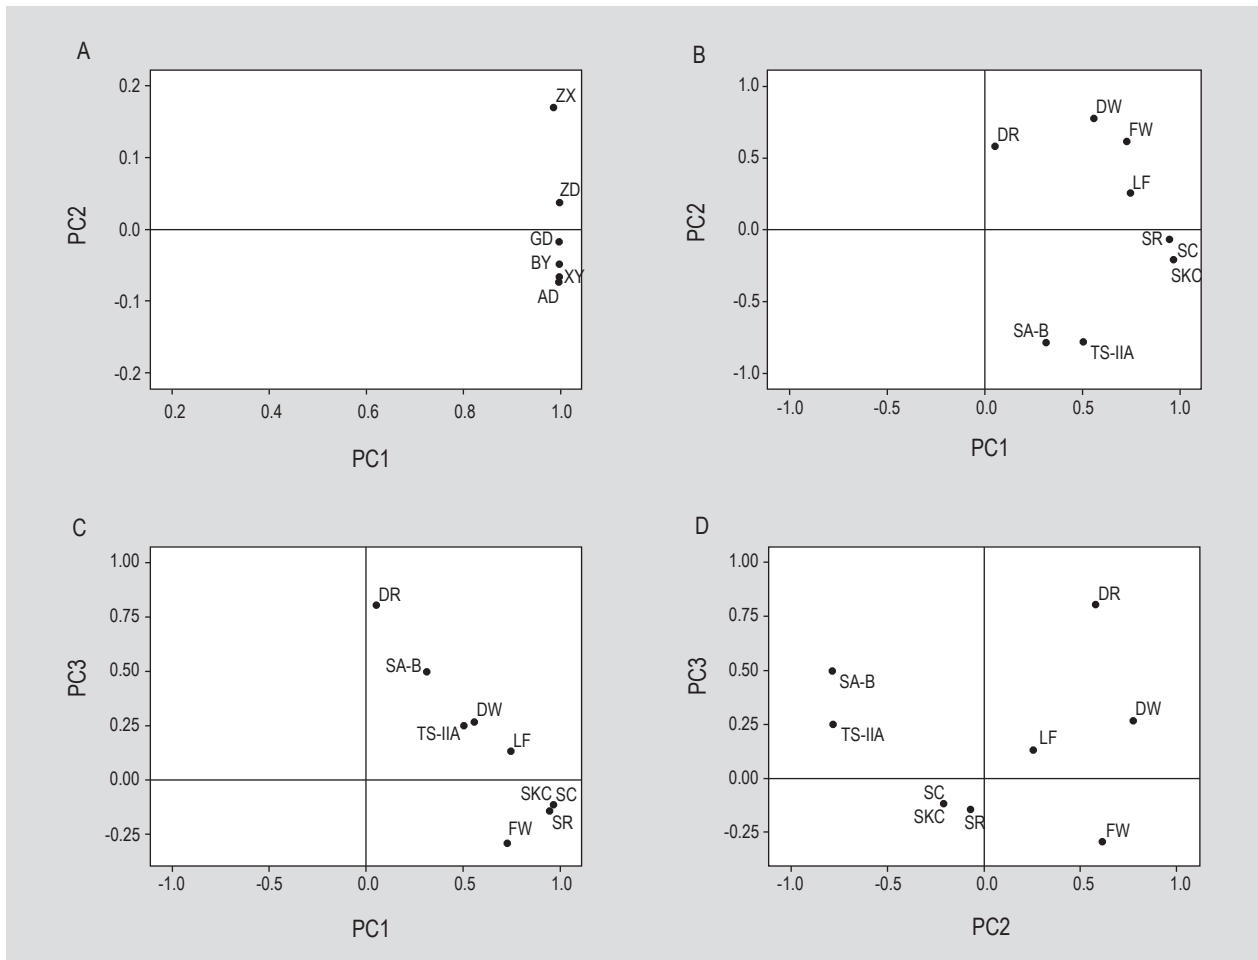 A
0.2
0.1
0.0
-0.1
-0.2
PC2
ZX
ZD
GD
BY
XY
AD
0.2 0.4 0.6 0.8 1.0
PC1
B
1.0
0.5
0.0
-0.5
-1.0
PC2
DW
FW
DR
LF
SR
SC
SKC
SA-B
TS-IIA
-1.0 -0.5 0.0 0.5 1.0
PC1
C
1.00
0.75
0.50
0.25
0.00
-0.25
PC3
DR
SA-B
DW
TS-IIA
LF
SKC SC
SR
FW
-1.0 -0.5 0.0 0.5 1.0
PC1
D
1.00
0.75
0.50
0.25
0.00
-0.25
PC3
DR
SA-B
DW
TS-IIA
LF
SC
SKC
SR
FW
-1.0 -0.5 0.0 0.5 1.0
PC2